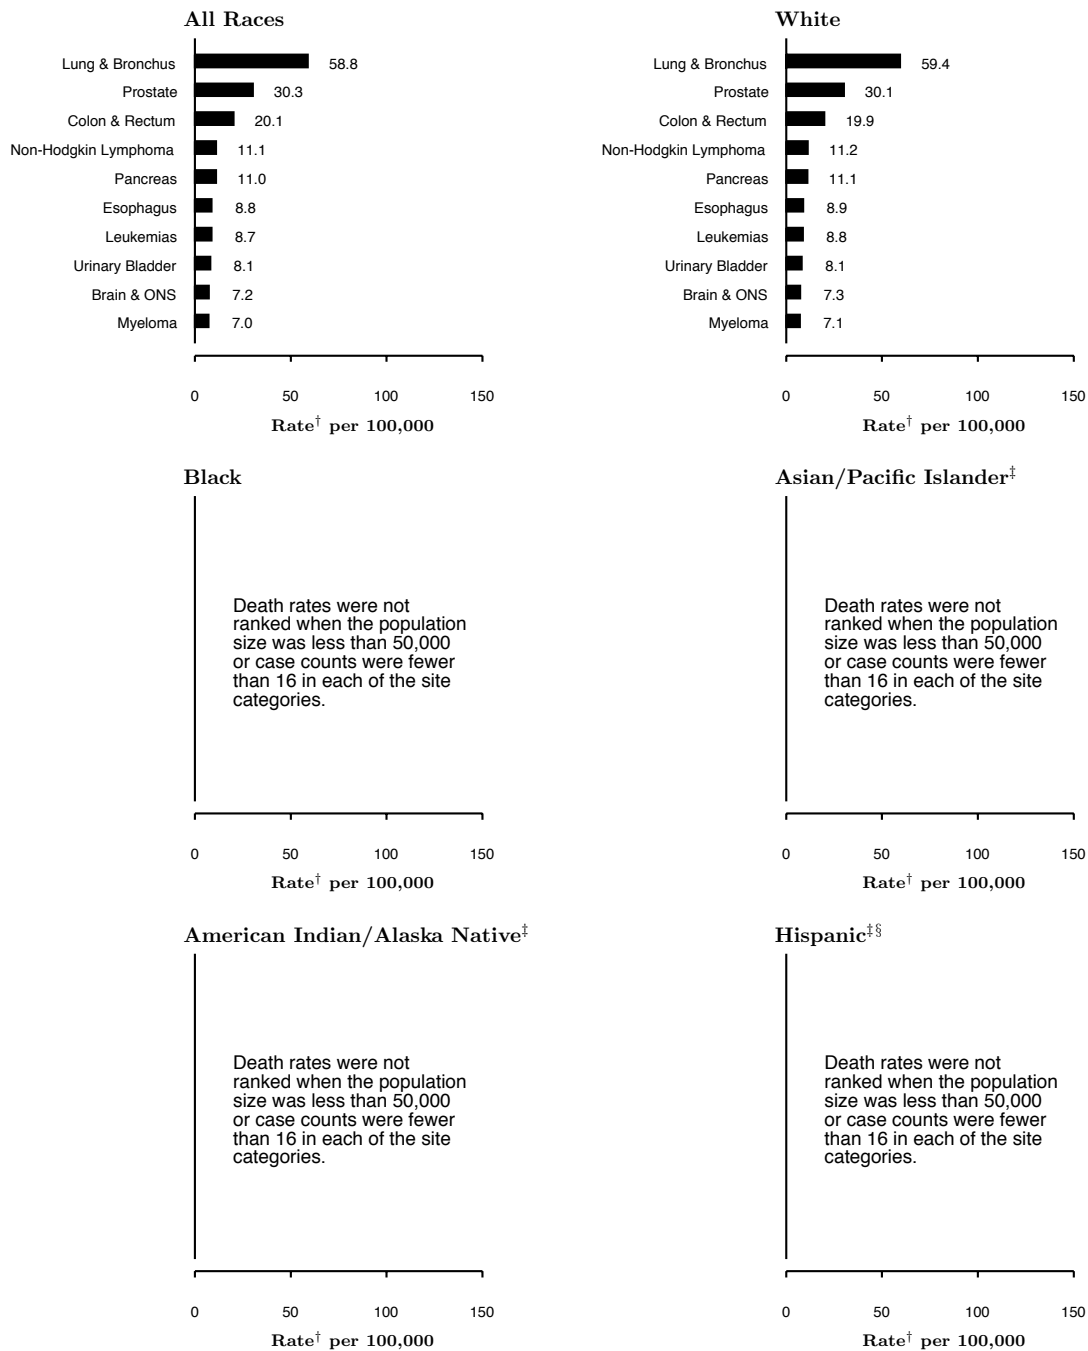 All Races
Lung & Bronchus 58.8
Prostate 30.3
Colon & Rectum 20.1
Non-Hodgkin Lymphoma 11.1
Pancreas 11.0
Esophagus 8.8
Leukemias 8.7
Urinary Bladder 8.1
Brain & ONS 7.2
Myeloma 7.0
0 50 100 150
Rate† per 100,000
White
Lung & Bronchus 59.4
Prostate 30.1
Colon & Rectum 19.9
Non-Hodgkin Lymphoma 11.2
Pancreas 11.1
Esophagus 8.9
Leukemias 8.8
Urinary Bladder 8.1
Brain & ONS 7.3
Myeloma 7.1
0 50 100 150
Rate† per 100,000
Black
Death rates were not
ranked when the population
size was less than 50,000
or case counts were fewer
than 16 in each of the site
categories.
0 50 100 150
Rate† per 100,000
Asian/Pacific Islander‡
Death rates were not
ranked when the population
size was less than 50,000
or case counts were fewer
than 16 in each of the site
categories.
0 50 100 150
Rate† per 100,000
American Indian/Alaska Native‡
Death rates were not
ranked when the population
size was less than 50,000
or case counts were fewer
than 16 in each of the site
categories.
0 50 100 150
Rate† per 100,000
Hispanic‡§
Death rates were not
ranked when the population
size was less than 50,000
or case counts were fewer
than 16 in each of the site
categories.
0 50 100 150
Rate† per 100,000